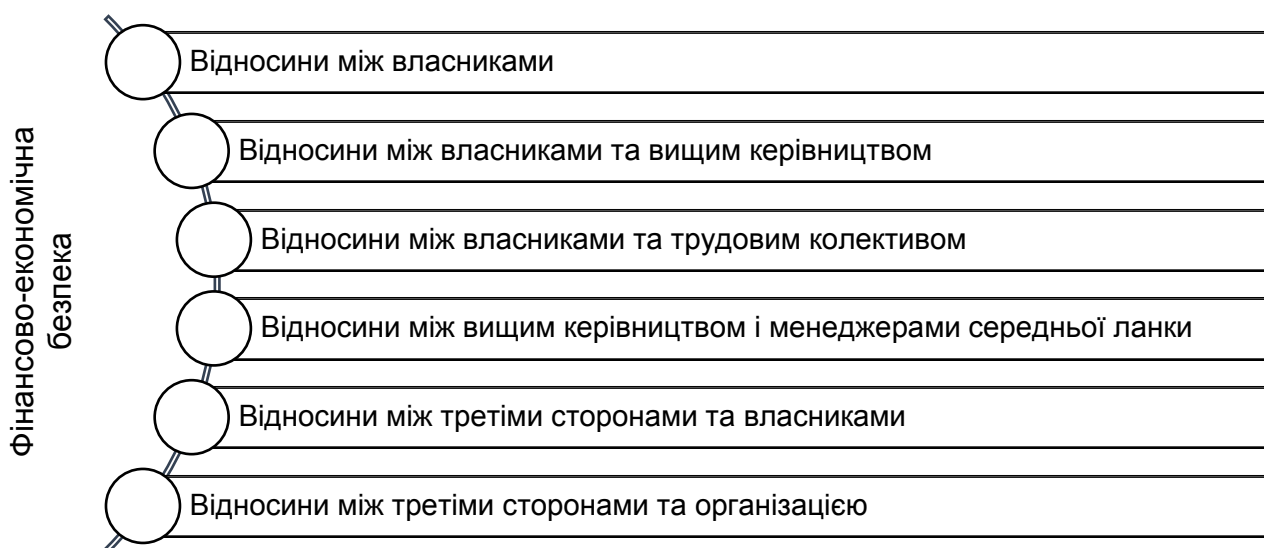 Фінансово-економічна
безпека
Відносини між власниками
Відносини між власниками та вищим керівництвом
Відносини між власниками та трудовим колективом
Відносини між вищим керівництвом і менеджерами середньої ланки
Відносини між третіми сторонами та власниками
Відносини між третіми сторонами та організацією